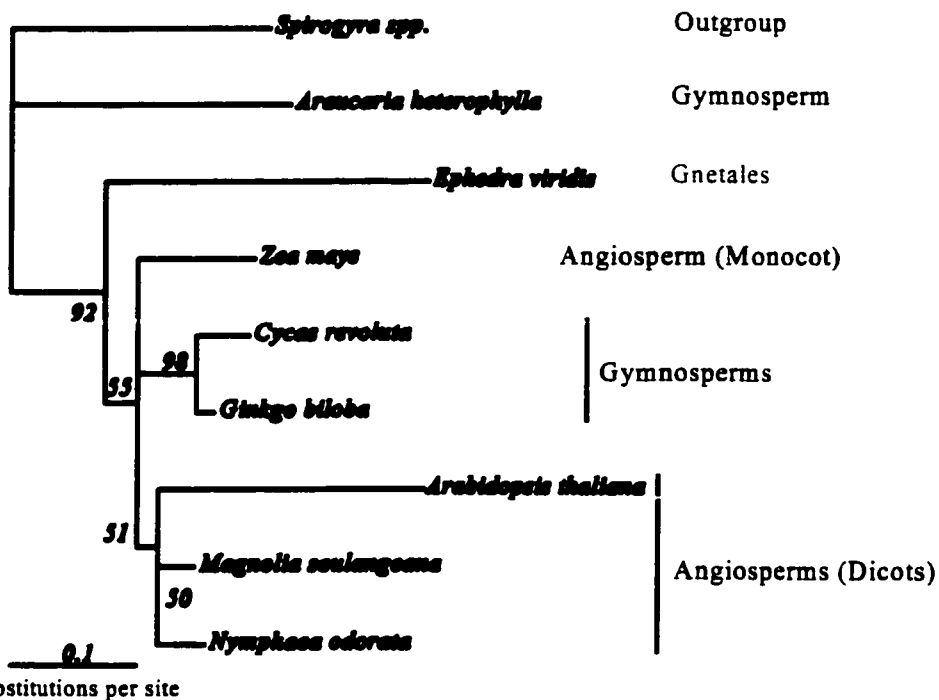 Spirogyra spp. Outgroup
Araucaria heterophylla Gymnosperm
Ephedra viridis Gnetales
Zea mays Angiosperm (Monocot)
92
Cycas revoluta
98
Gymnosperms
55
Ginkgo biloba
Arabidopsis thaliana
51
Magnolia soulangeana
Angiosperms (Dicots)
50
Nymphaea odorata
0.1
ostitutions per site